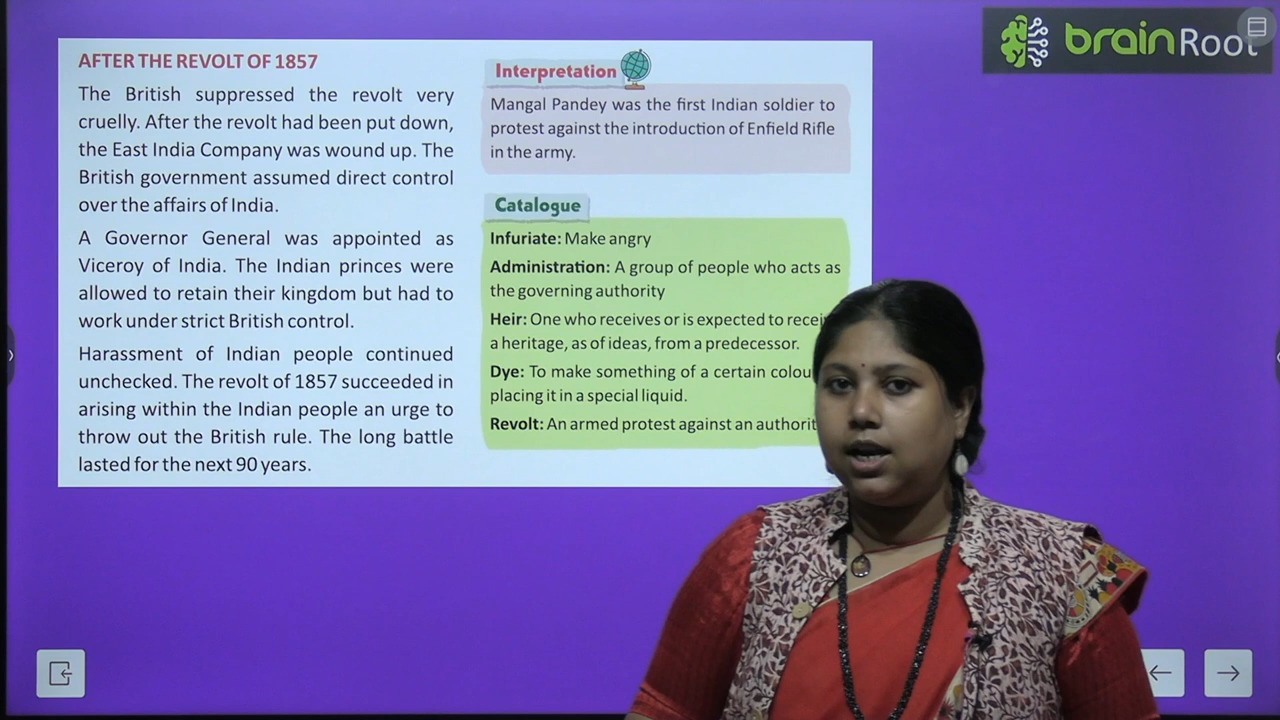 AFTER THE REVOLT OF 1857
The British suppressed the revolt very
cruelly. After the revolt had been put down,
the East India Company was wound up. The
British government assumed direct control
over the affairs of India.
A Governor General was appointed as
Viceroy of India. The Indian princes were
allowed to retain their kingdom but had to
work under strict British control.
Harassment of Indian people continued
unchecked. The revolt of 1857 succeeded in
arising within the Indian people an urge to
throw out the British rule. The long battle
lasted for the next 90 years.
Interpretation
Mangal Pandey was the first Indian soldier to
protest against the introduction of Enfield Rifle
in the army.
Catalogue
Infuriate: Make angry
Administration: A group of people who acts as
the governing authority
Heir: One who receives or is expected to
a heritage, as of ideas, from a predecessor.
Dye: To make something of a certain
placing it in a special liquid.
Revolt: An armed protest against an
brainRoot